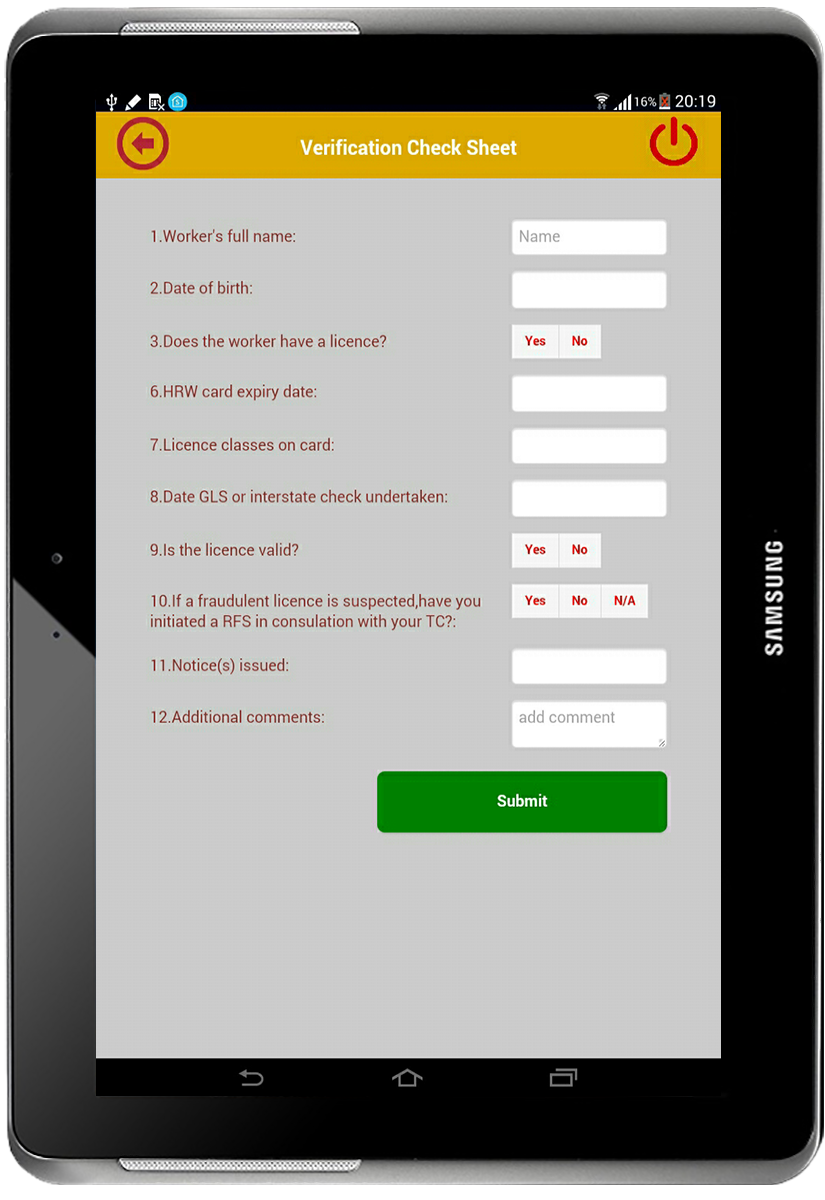 16% 20:19
Verification Check Sheet
1.Worker's full name: Name
2.Date of birth:
3.Does the worker have a licence? Yes No
6.HRW card expiry date:
7.Licence classes on card:
8.Date GLS or interstate check undertaken:
9.Is the licence valid? Yes No
10.If a fraudulent licence is suspected,have you Yes No N/A
initiated a RFS in consulation with your TC?:
11.Notice(s) issued:
12.Additional comments: add comment
Submit
SAMSUNG